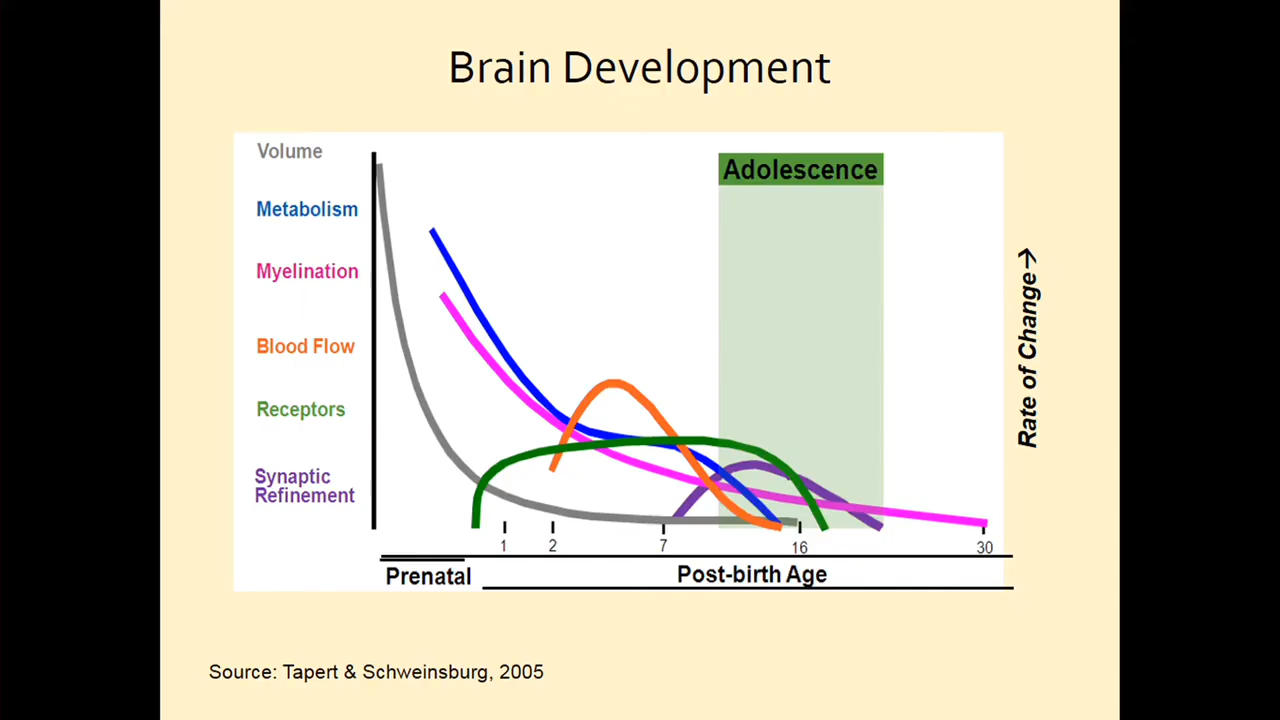 Brain Development
Volume
Metabolism
Myelination
Blood Flow
Receptors
Synaptic
Refinement
Adolescence
Rate of Change→
1 2 7 16 30
Prenatal Post-birth Age
Source: Tapert & Schweinsburg, 2005